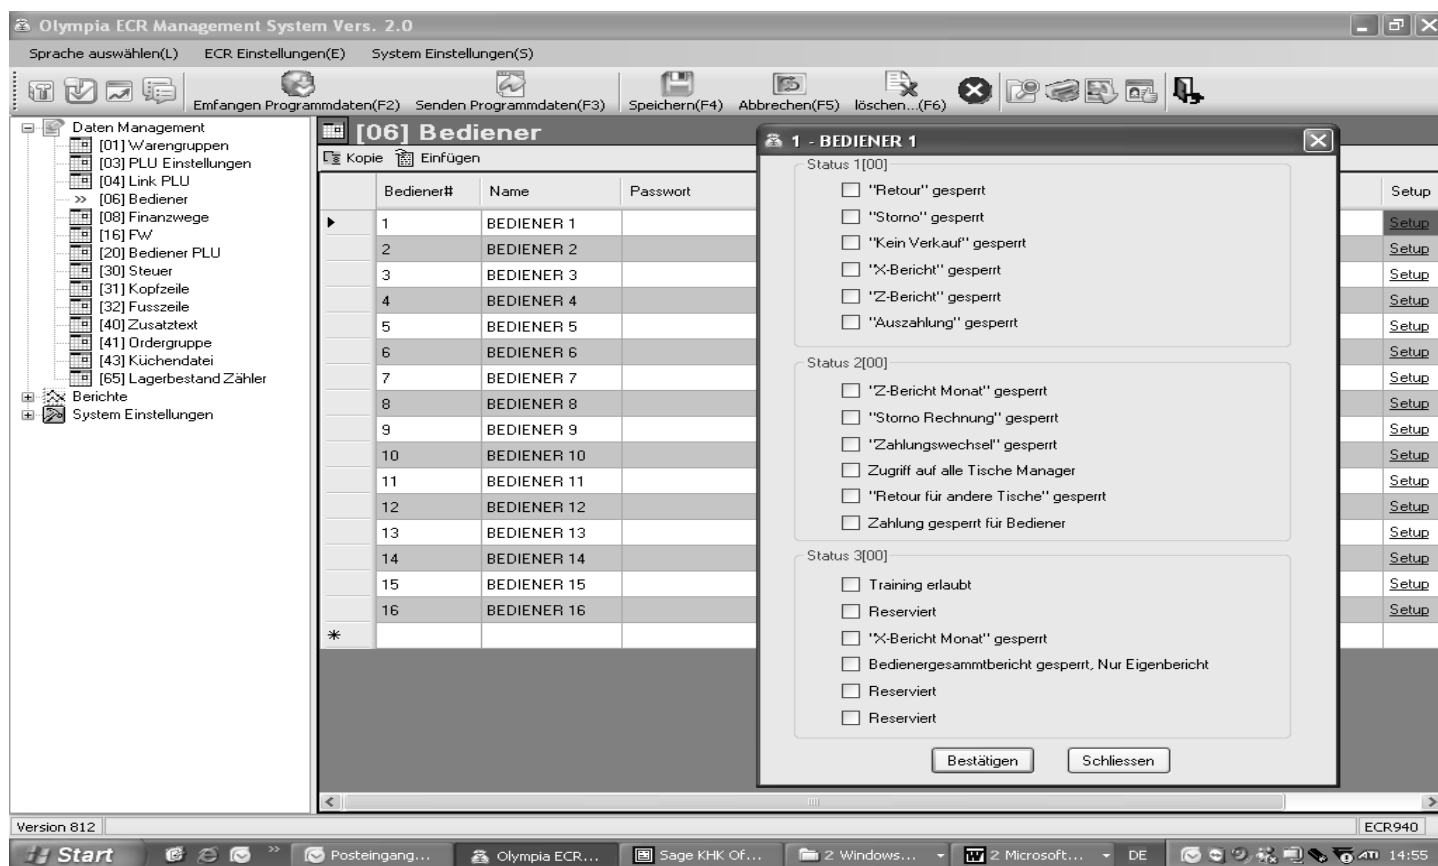 Olympia ECR Management System Vers. 2.0
Sprache auswählen(L) ECR Einstellungen(E) System Einstellungen(S)
Emfangen Programmdaten(F2) Senden Programmdaten(F3) Speichern(F4) Abbrechen(F5) löschen...(F6)
Daten Management
[01] Warengruppen
[03] PLU Einstellungen
[04] Link PLU
[06] Bediener
[08] Finanzwege
[16] FW
[20] Bediener PLU
[30] Steuer
[31] Kopfzeile
[32] Fusszeile
[40] Zusatztext
[41] Ordergruppe
[43] Küchendatei
[65] Lagerbestand Zähler
Berichte
System Einstellungen
[06] Bediener
Kopie Einfügen
Bediener# Name Passwort Setup
1 BEDIENER 1 Setup
2 BEDIENER 2 Setup
3 BEDIENER 3 Setup
4 BEDIENER 4 Setup
5 BEDIENER 5 Setup
6 BEDIENER 6 Setup
7 BEDIENER 7 Setup
8 BEDIENER 8 Setup
9 BEDIENER 9 Setup
10 BEDIENER 10 Setup
11 BEDIENER 11 Setup
12 BEDIENER 12 Setup
13 BEDIENER 13 Setup
14 BEDIENER 14 Setup
15 BEDIENER 15 Setup
16 BEDIENER 16 Setup
1 - BEDIENER 1
Status 1[00]
"Retour" gesperrt
"Storno" gesperrt
"Kein Verkauf" gesperrt
"X-Bericht" gesperrt
"Z-Bericht" gesperrt
"Auszahlung" gesperrt
Status 2[00]
"Z-Bericht Monat" gesperrt
"Storno Rechnung" gesperrt
"Zahlungswechsel" gesperrt
Zugriff auf alle Tische Manager
"Retour für andere Tische" gesperrt
Zahlung gesperrt für Bediener
Status 3[00]
Training erlaubt
Reserviert
"X-Bericht Monat" gesperrt
Bedienergesammtbericht gesperrt, Nur Eigenbericht
Reserviert
Reserviert
Bestätigen Schliessen
Version 812 ECR940
Start Posteingang... Olympia ECR... Sage KHK Of... 2 Windows... 2 Microsoft... DE 14:55